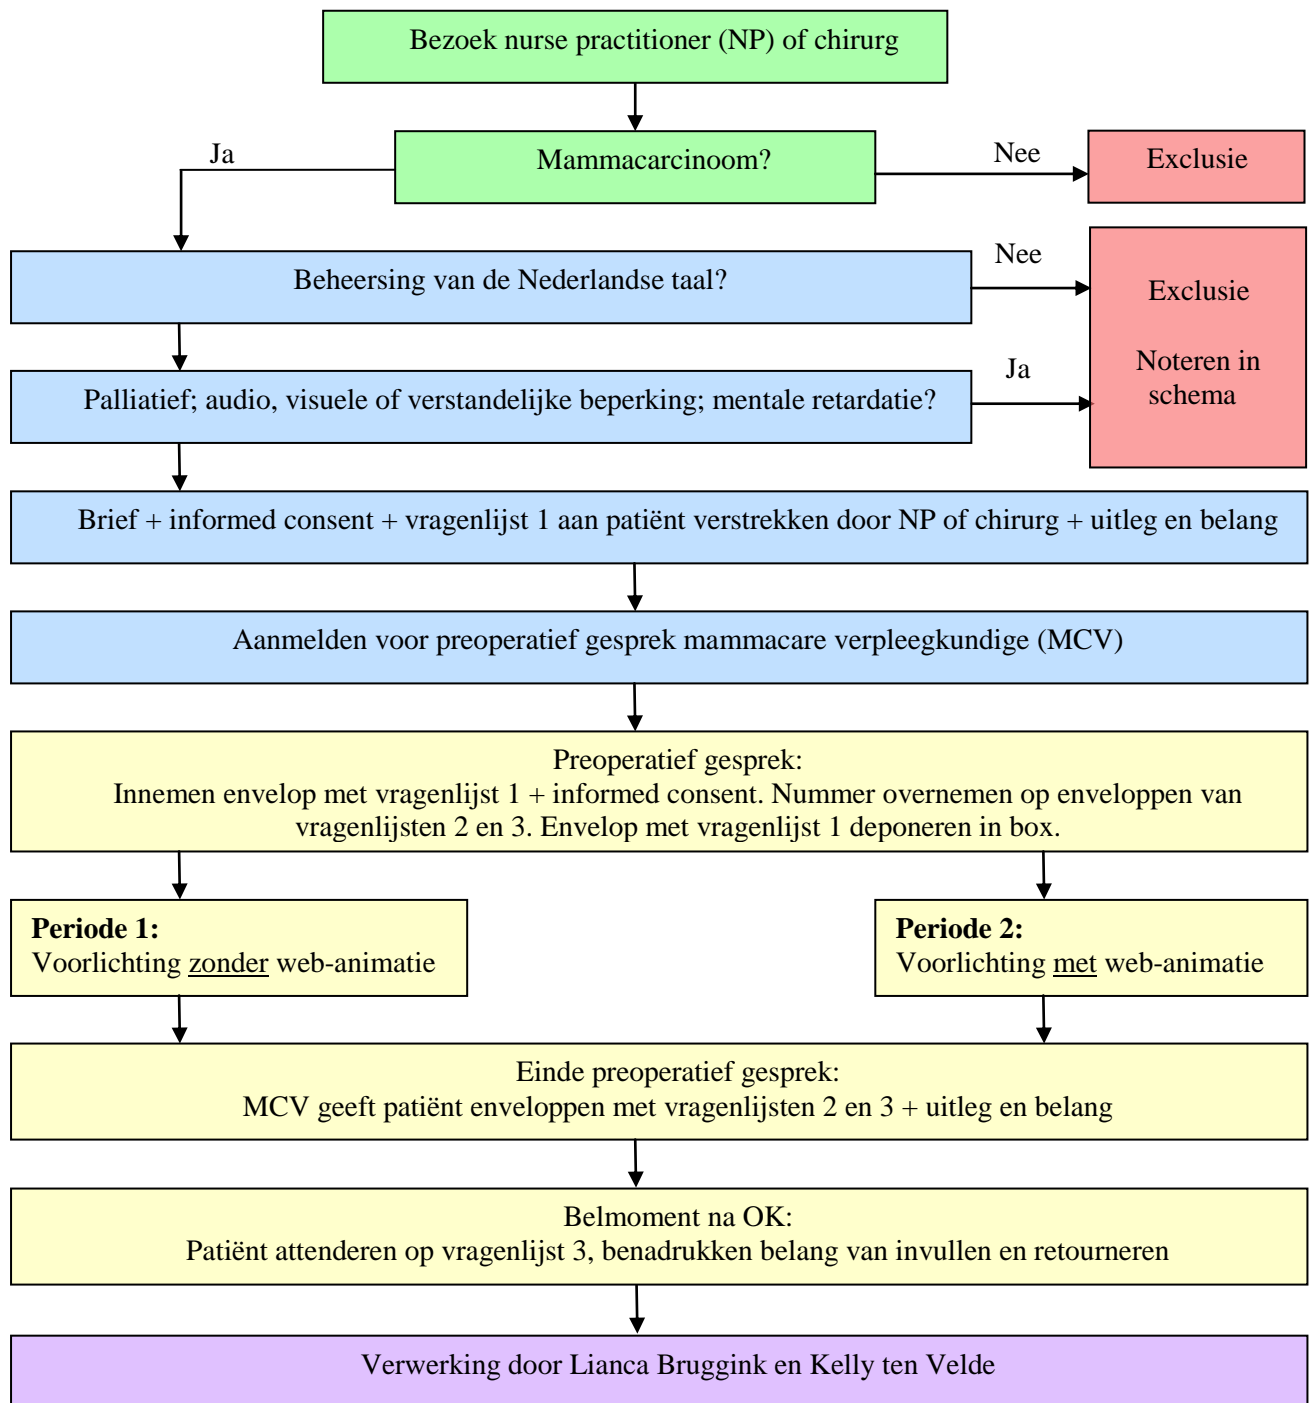 Bezoek nurse practitioner (NP) of chirurg
Ja
Mammacarcinoom?
Nee
Exclusie
Beheersing van de Nederlandse taal?
Nee
Exclusie
Noteren in
schema
Palliatief; audio, visuele of verstandelijke beperking; mentale retardatie?
Ja
Brief + informed consent + vragenlijst 1 aan patiënt verstrekken door NP of chirurg + uitleg en belang
Aanmelden voor preoperatief gesprek mammacare verpleegkundige (MCV)
Preoperatief gesprek:
Innemen envelop met vragenlijst 1 + informed consent. Nummer overnemen op enveloppen van
vragenlijsten 2 en 3. Envelop met vragenlijst 1 deponeren in box.
Periode 1:
Voorlichting zonder web-animatie
Periode 2:
Voorlichting met web-animatie
Einde preoperatief gesprek:
MCV geeft patiënt enveloppen met vragenlijsten 2 en 3 + uitleg en belang
Belmoment na OK:
Patiënt attenderen op vragenlijst 3, benadrukken belang van invullen en retourneren
Verwerking door Lianca Bruggink en Kelly ten Velde